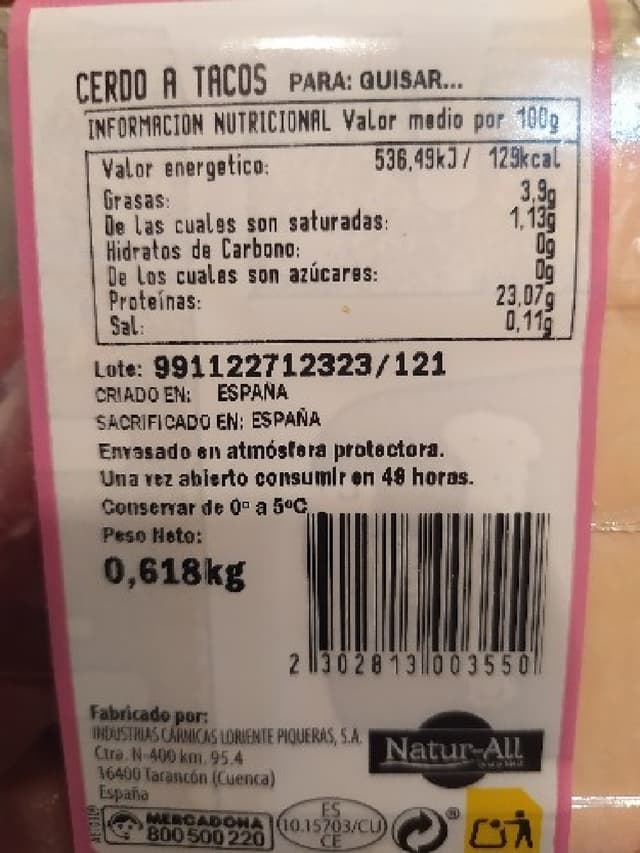 CERDO A TACOS PARA: GUISAR...
INFORMACION NUTRICIONAL Valor medio por 100g
Valor energetico: 536,49kJ/ 129kcal
Grasas: 3,9g
De las cuales son saturadas: 1,13g
Hidratos de Carbono: 0g
De los cuales son azúcares: 0g
Proteínas: 23,07g
Sal: 0,11g
Lote: 991122712323/121
CRIADO EN: ESPAÑA
SACRIFICADO EN: ESPAÑA
Envasado en atmósfera protectora.
Una vez abierto consumir en 48 horas.
Conservar de 0º a 5ºC
Peso Neto:
0,618kg
2 302813 003550
Fabricado por:
INDUSTRIAS CÁRNICAS LORIENTE PIQUERAS, S.A.
Ctra. N-400 km. 95.4
16400 Tarancón (Cuenca)
España
Natur-All
MERCADONA
800 500 220
ES
10.15703/CU
CE
®